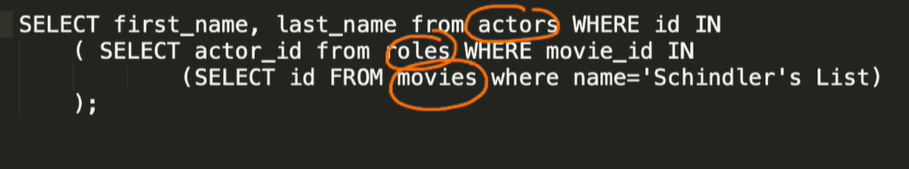 SELECT first_name, last_name from actors WHERE id IN
( SELECT actor_id from roles WHERE movie_id IN
(SELECT id FROM movies where name='Schindler's List)
);